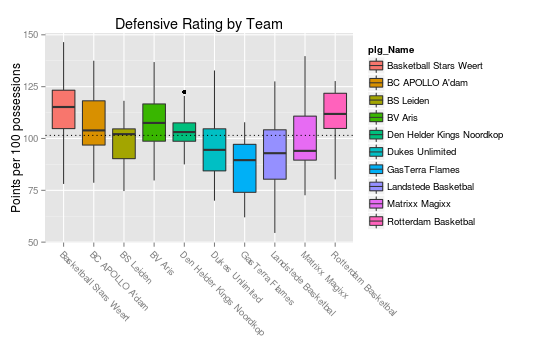 Defensive Rating by Team
Points per 100 possessions
150
125
100
75
50
Basketball Stars Weert
BC APOLLO A'dam
BS Leiden
BV Aris
Den Helder Kings Noordkop
Dukes Unlimited
GasTerra Flames
Landstede Basketbal
Matrixx Magixx
Rotterdam Basketbal
plg_Name
Basketball Stars Weert
BC APOLLO A'dam
BS Leiden
BV Aris
Den Helder Kings Noordkop
Dukes Unlimited
GasTerra Flames
Landstede Basketbal
Matrixx Magixx
Rotterdam Basketbal